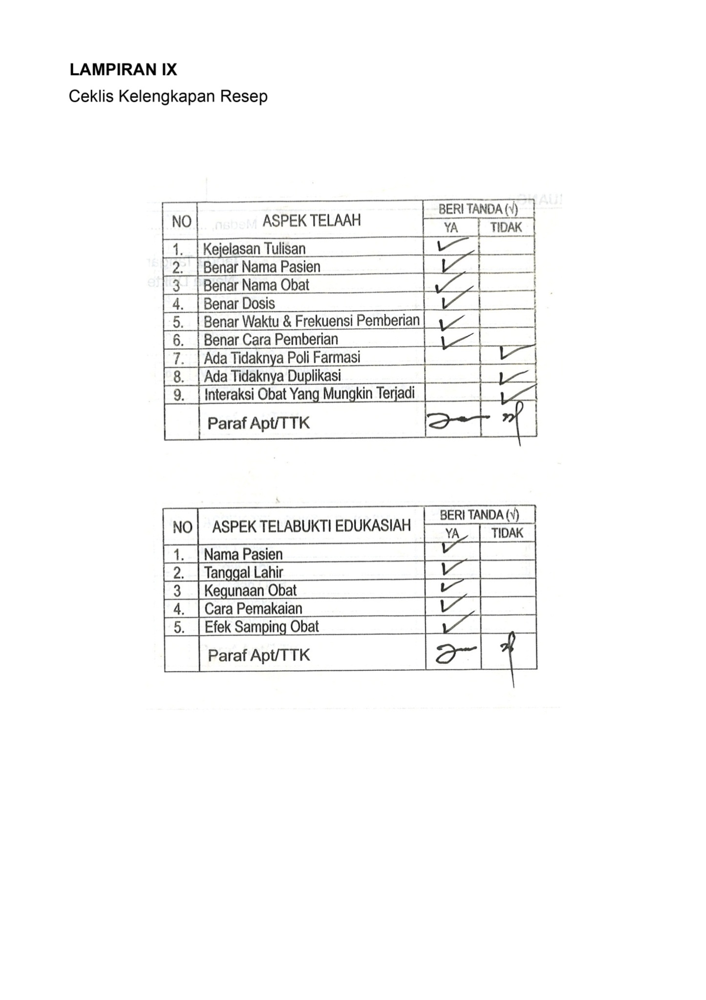 LAMPIRAN IX
Ceklis Kelengkapan Resep
NO ASPEK TELAAH BERI TANDA (√)
YA TIDAK
1. Kejelasan Tulisan ✓
2. Benar Nama Pasien ✓
3 Benar Nama Obat ✓
4. Benar Dosis ✓
5. Benar Waktu & Frekuensi Pemberian ✓
6. Benar Cara Pemberian ✓
7. Ada Tidaknya Poli Farmasi ✓
8. Ada Tidaknya Duplikasi ✓
9. Interaksi Obat Yang Mungkin Terjadi ✓
Paraf Apt/TTK
NO ASPEK TELABUKTI EDUKASIAH BERI TANDA (√)
YA TIDAK
1. Nama Pasien ✓
2. Tanggal Lahir ✓
3 Kegunaan Obat ✓
4. Cara Pemakaian ✓
5. Efek Samping Obat ✓
Paraf Apt/TTK